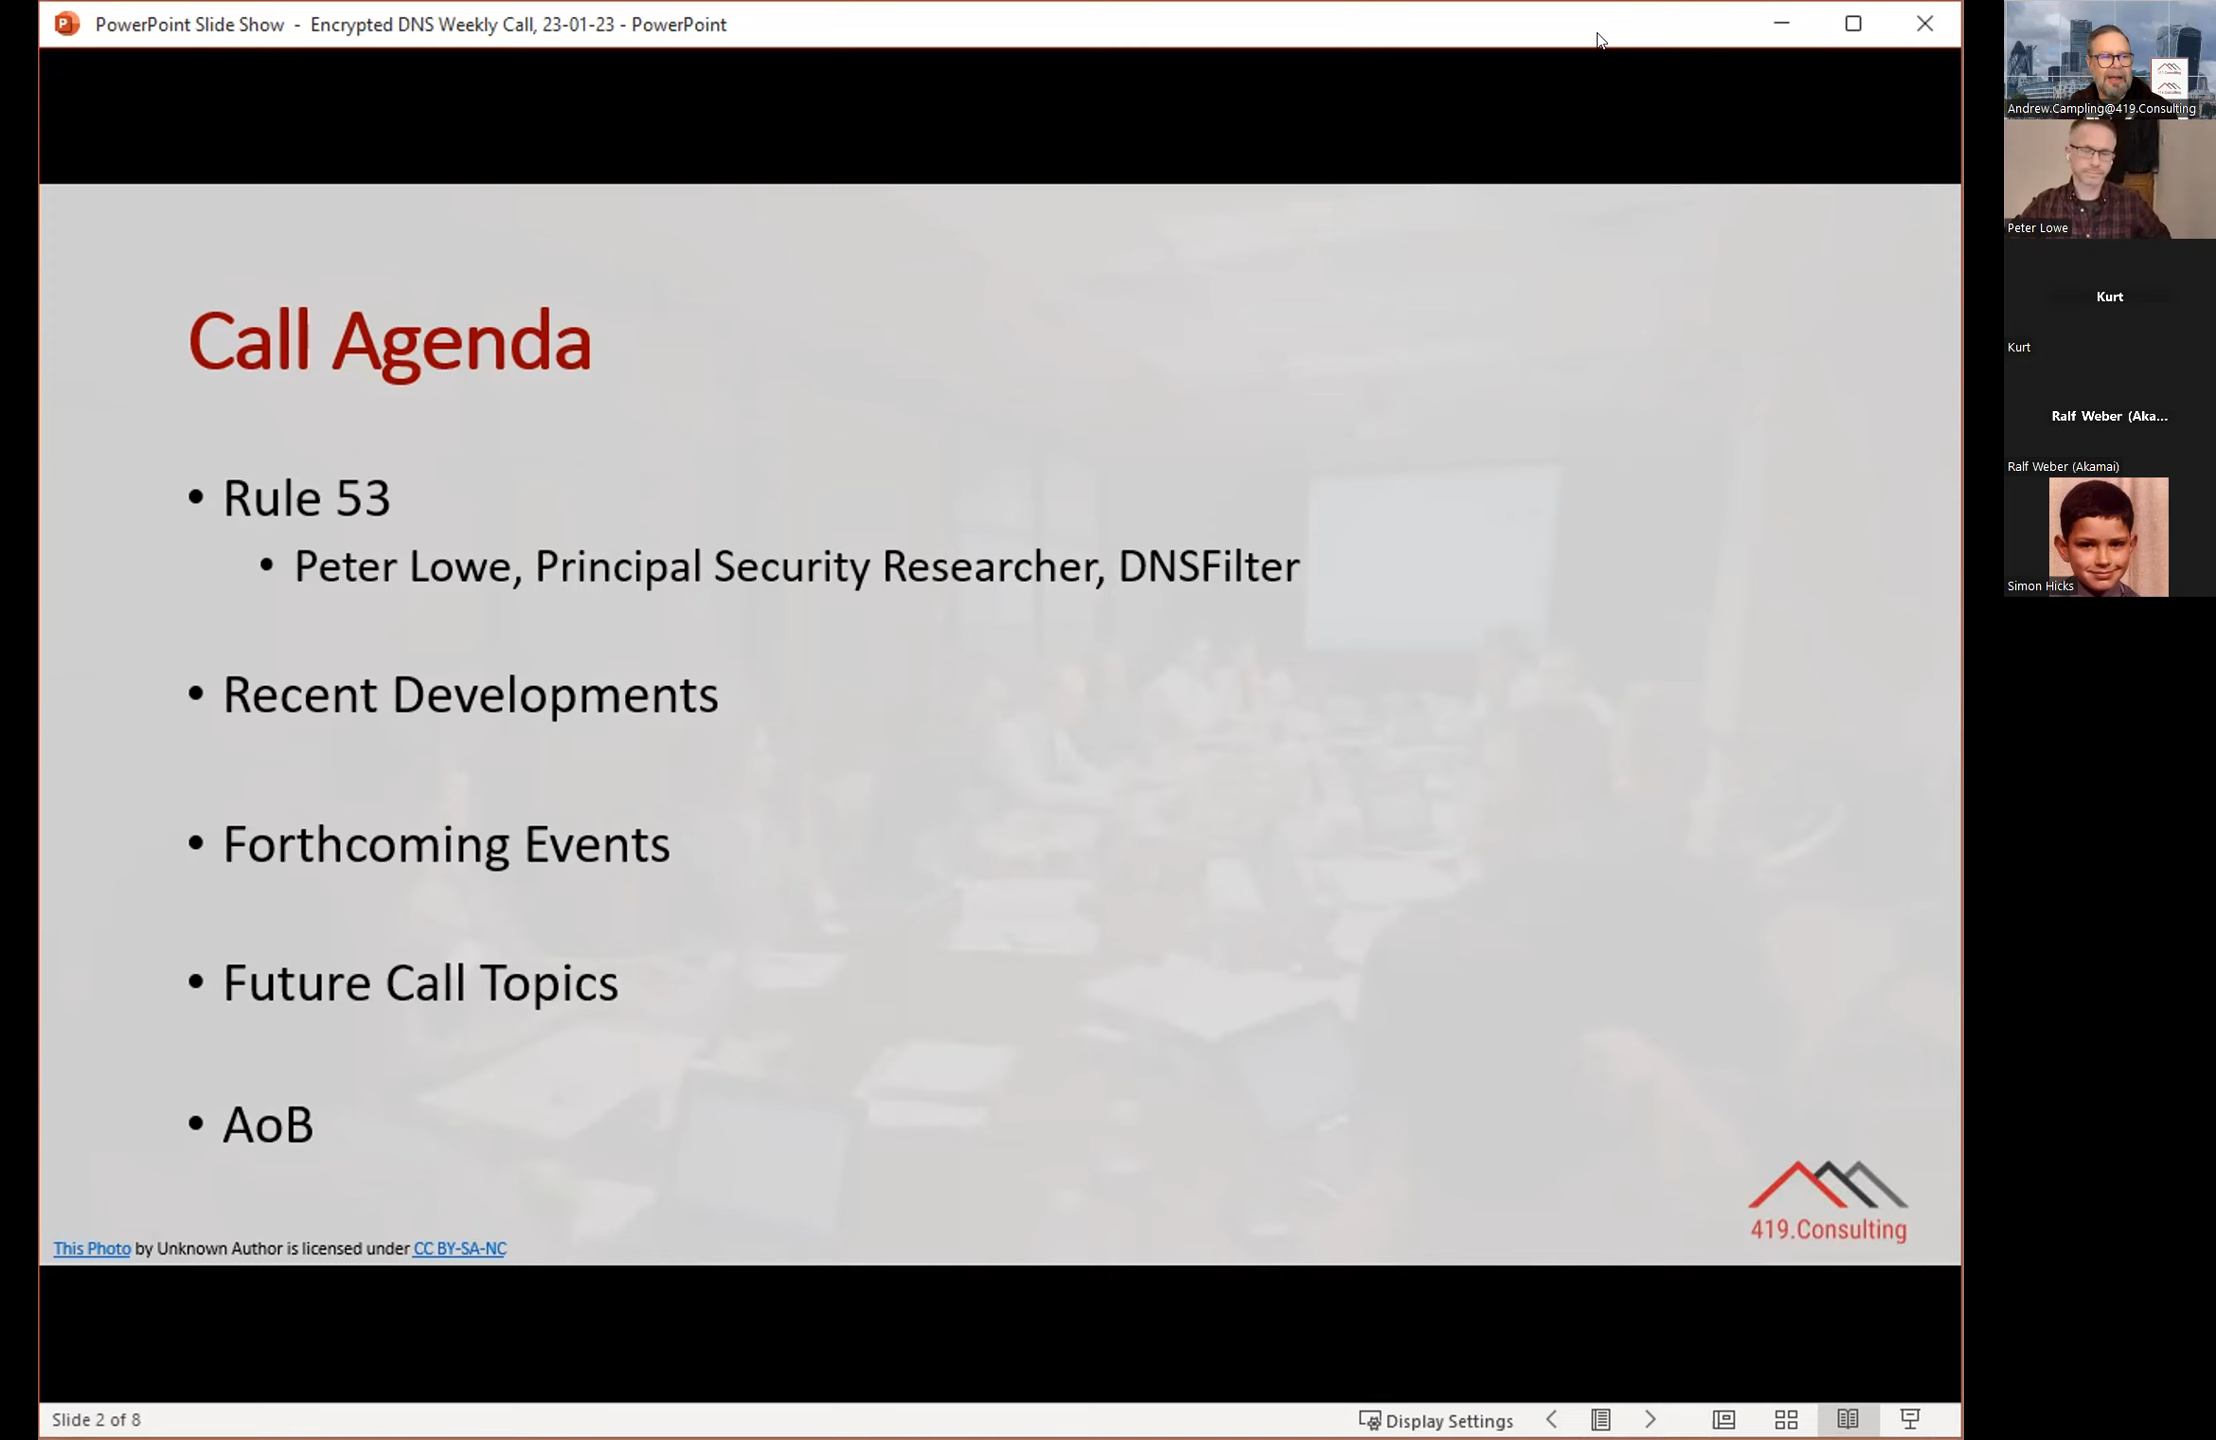 PowerPoint Slide Show - Encrypted DNS Weekly Call, 23-01-23 - PowerPoint
Call Agenda
• Rule 53
• Peter Lowe, Principal Security Researcher, DNSFilter
• Recent Developments
• Forthcoming Events
• Future Call Topics
• AoB
419.Consulting
This Photo by Unknown Author is licensed under CC BY-SA-NC
Slide 2 of 8
Display Settings
Andrew.Campling@419.Consulting
Peter Lowe
Kurt
Kurt
Ralf Weber (Aka...
Ralf Weber (Akamai)
Simon Hicks